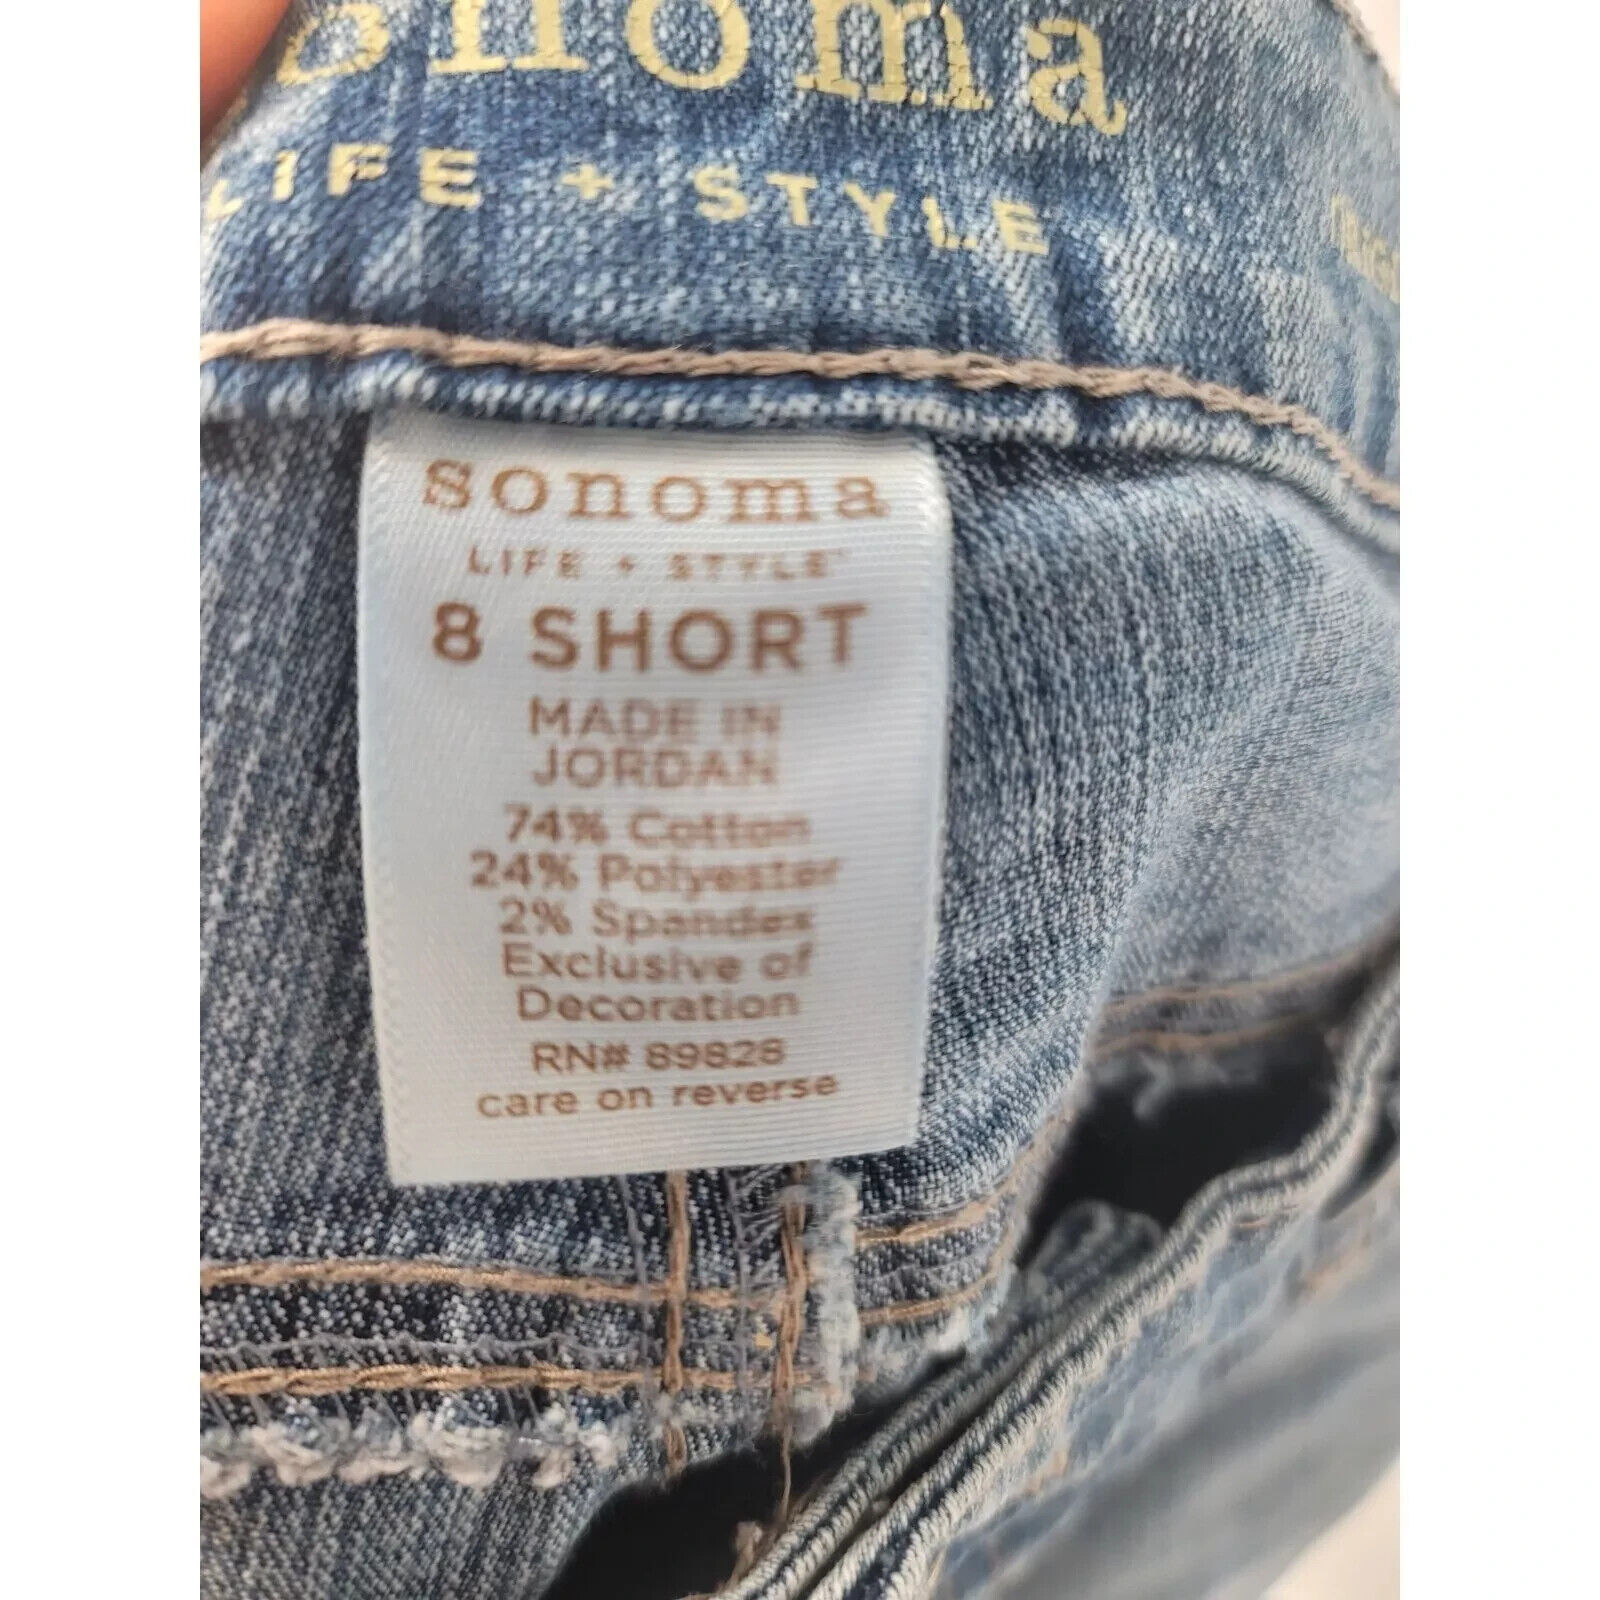 sonoma
LIFE + STYLE
sonoma
LIFE + STYLE™
8 SHORT
MADE IN
JORDAN
74% Cotton
24% Polyester
2% Spandex
Exclusive of
Decoration
RN# 89828
care on reverse